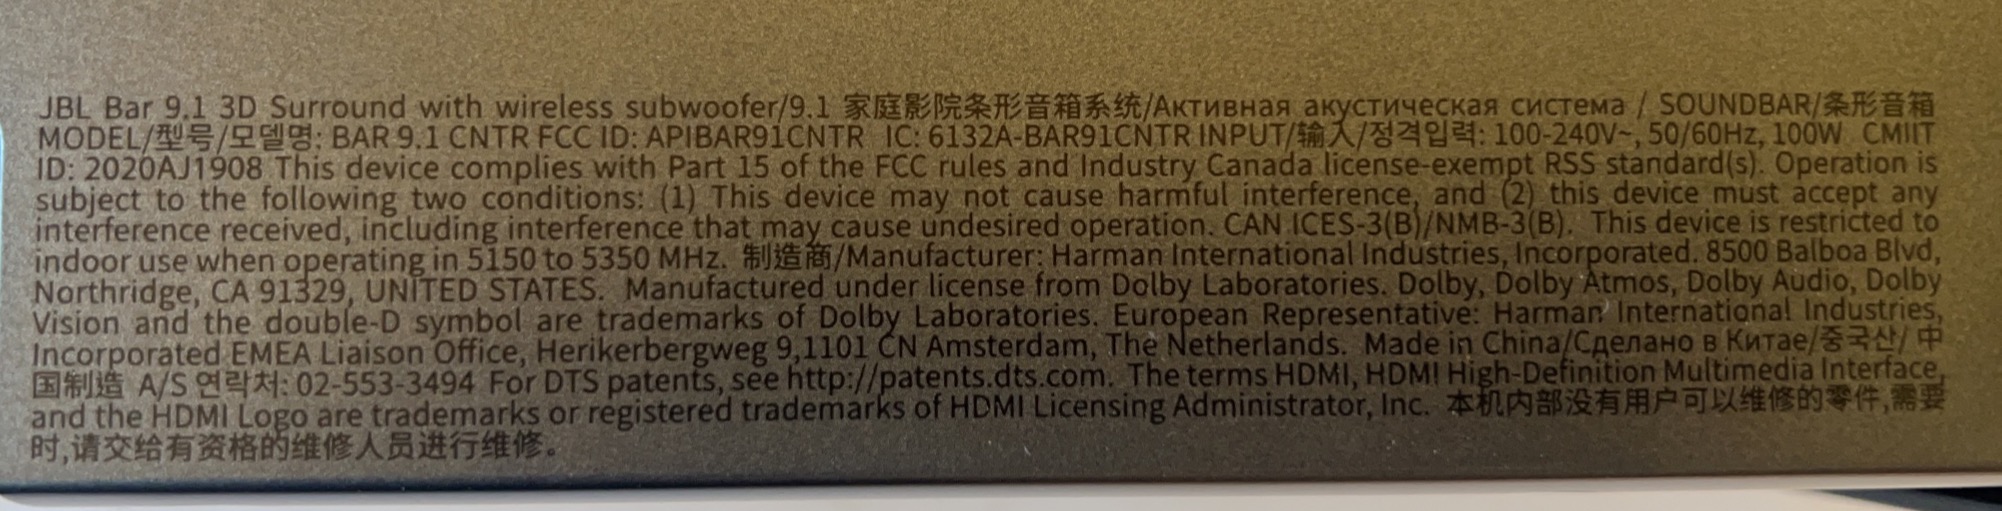 JBL Bar 9.1 3D Surround with wireless subwoofer/9.1 家庭影院条形音箱系统/Активная акустическая система / SOUNDBAR/条形音箱
MODEL/型号/모델명: BAR 9.1 CNTR FCC ID: APIBAR91CNTR IC: 6132A-BAR91CNTR INPUT/输入/정격입력: 100-240V~, 50/60Hz, 100W CMIIT
ID: 2020AJ1908 This device complies with Part 15 of the FCC rules and Industry Canada license-exempt RSS standard(s). Operation is
subject to the following two conditions: (1) This device may not cause harmful interference, and (2) this device must accept any
interference received, including interference that may cause undesired operation. CAN ICES-3(B)/NMB-3(B). This device is restricted to
indoor use when operating in 5150 to 5350 MHz. 制造商/Manufacturer: Harman International Industries, Incorporated. 8500 Balboa Blvd,
Northridge, CA 91329, UNITED STATES. Manufactured under license from Dolby Laboratories. Dolby, Dolby Atmos, Dolby Audio, Dolby
Vision and the double-D symbol are trademarks of Dolby Laboratories. European Representative: Harman International Industries,
Incorporated EMEA Liaison Office, Herikerbergweg 9,1101 CN Amsterdam, The Netherlands. Made in China/Сделано в Китае/중국산/ 中
国制造 A/S 연락처: 02-553-3494 For DTS patents, see http://patents.dts.com. The terms HDMI, HDMI High-Definition Multimedia Interface,
and the HDMI Logo are trademarks or registered trademarks of HDMI Licensing Administrator, Inc. 本机内部没有用户可以维修的零件,需要
时,请交给有资格的维修人员进行维修。